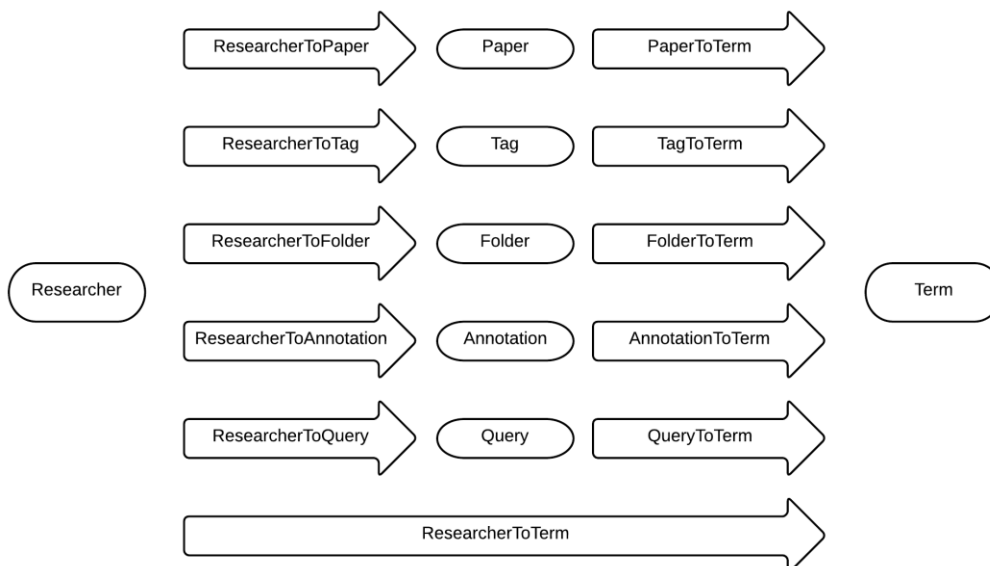 ResearcherToPaper
Paper
PaperToTerm
ResearcherToTag
Tag
TagToTerm
ResearcherToFolder
Folder
FolderToTerm
Researcher
Term
ResearcherToAnnotation
Annotation
AnnotationToTerm
ResearcherToQuery
Query
QueryToTerm
ResearcherToTerm